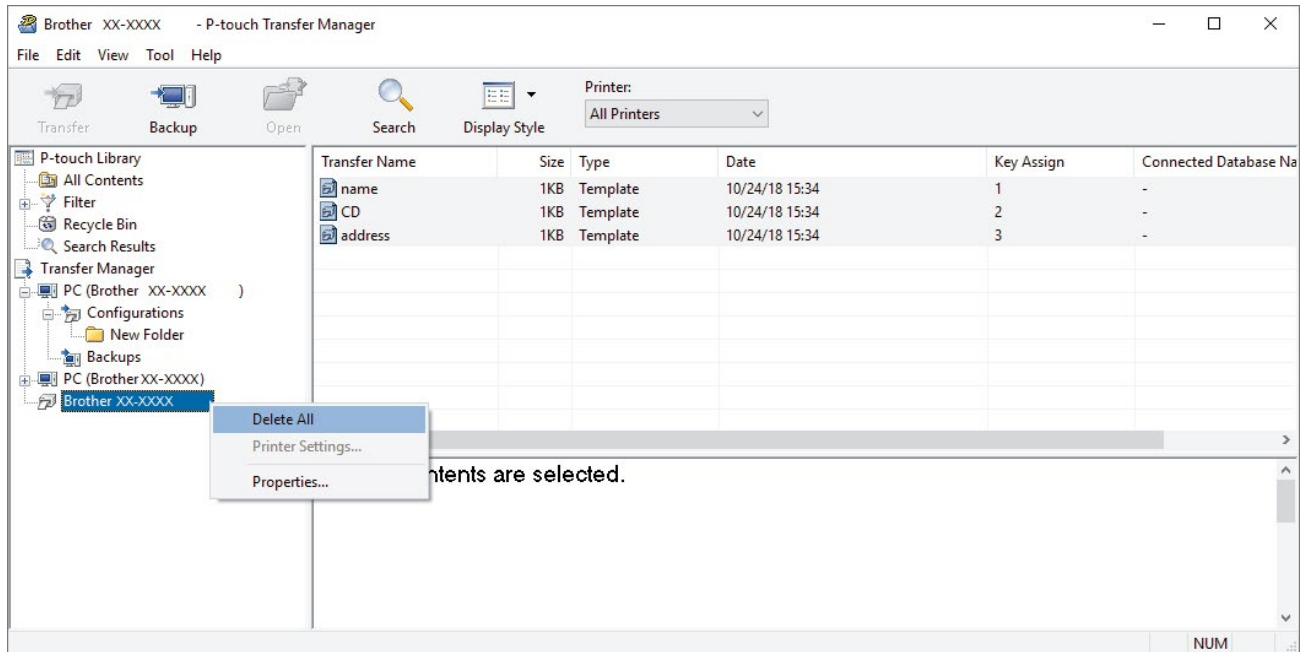 Brother XX-XXXX - P-touch Transfer Manager
File Edit View Tool Help
Transfer Backup Open Search Display Style
Printer:
All Printers
P-touch Library
All Contents
Filter
Recycle Bin
Search Results
Transfer Manager
PC (Brother XX-XXXX )
Configurations
New Folder
Backups
PC (Brother XX-XXXX)
Brother XX-XXXX
Transfer Name Size Type Date Key Assign Connected Database Na
name 1KB Template 10/24/18 15:34 1 -
CD 1KB Template 10/24/18 15:34 2 -
address 1KB Template 10/24/18 15:34 3 -
Delete All
Printer Settings...
Properties...
are selected.
NUM